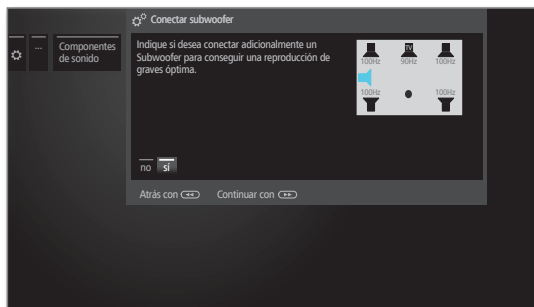 Conectar subwoofer
...
Componentes
de sonido
Indique si desea conectar adicionalmente un
Subwoofer para conseguir una reproducción de
graves óptima.
TV
100Hz 90Hz 100Hz
100Hz 100Hz
no si
Atrás con Continuar con